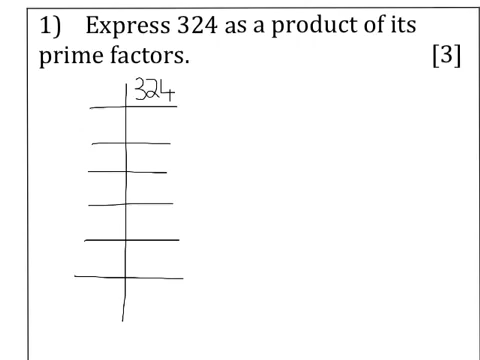 1) Express 324 as a product of its
prime factors. [3]
324